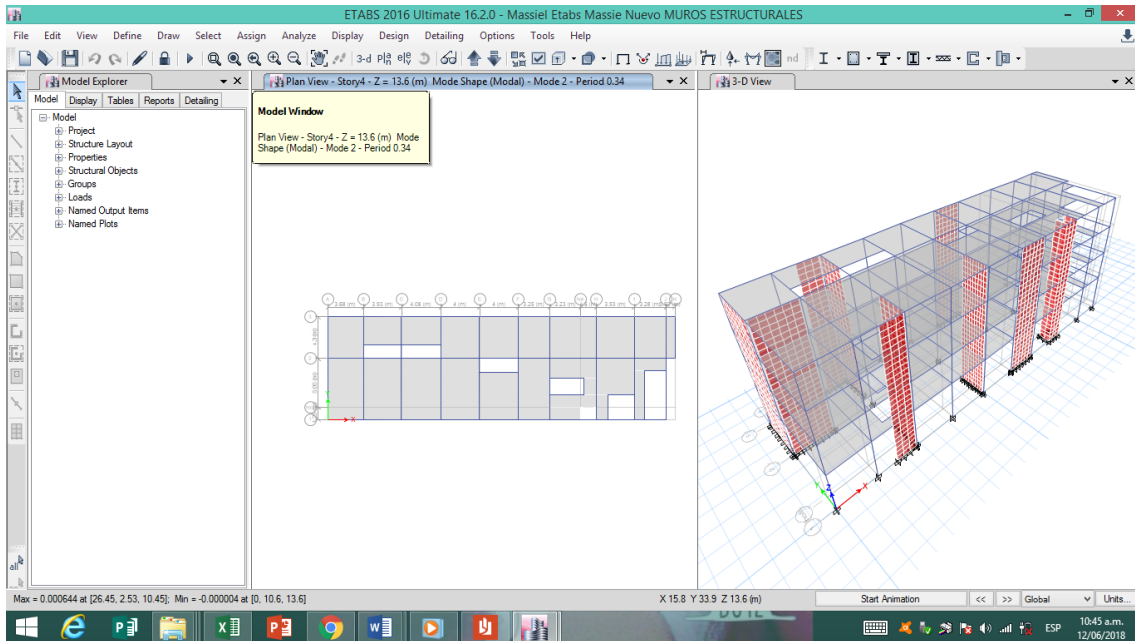 ETABS 2016 Ultimate 16.2.0 - Massiel Etabs Massie Nuevo MUROS ESTRUCTURALES
File Edit View Define Draw Select Assign Analyze Display Design Detailing Options Tools Help
3-d plª elª nd
Model Explorer
Plan View - Story4 - Z = 13.6 (m) Mode Shape (Modal) - Mode 2 - Period 0.34
3-D View
Model Display Tables Reports Detailing
Model
Project
Structure Layout
Properties
Structural Objects
Groups
Loads
Named Output Items
Named Plots
Model Window
Plan View - Story4 - Z = 13.6 (m) Mode
Shape (Modal) - Mode 2 - Period 0.34
Y
X
Y
Z
X
all
Max = 0.000644 at [26.45, 2.53, 10.45]; Min = -0.000004 at [0, 10.6, 13.6]
X 15.8 Y 33.9 Z 13.6 (m)
Start Animation
<< >>
Global
Units...
ESP
10:45 a.m.
12/06/2018